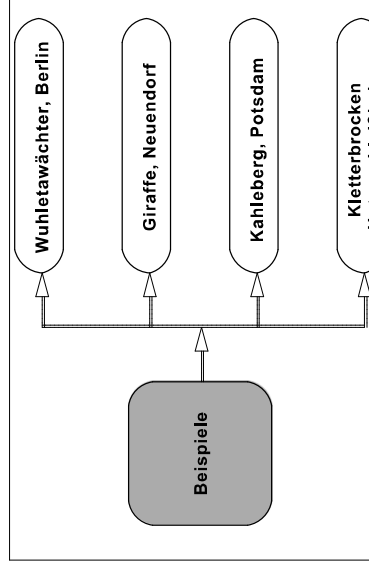 Wuhletawächter, Berlin
Giraffe, Neuendorf
Kahleberg, Potsdam
Kletterbrocken
Beispiele